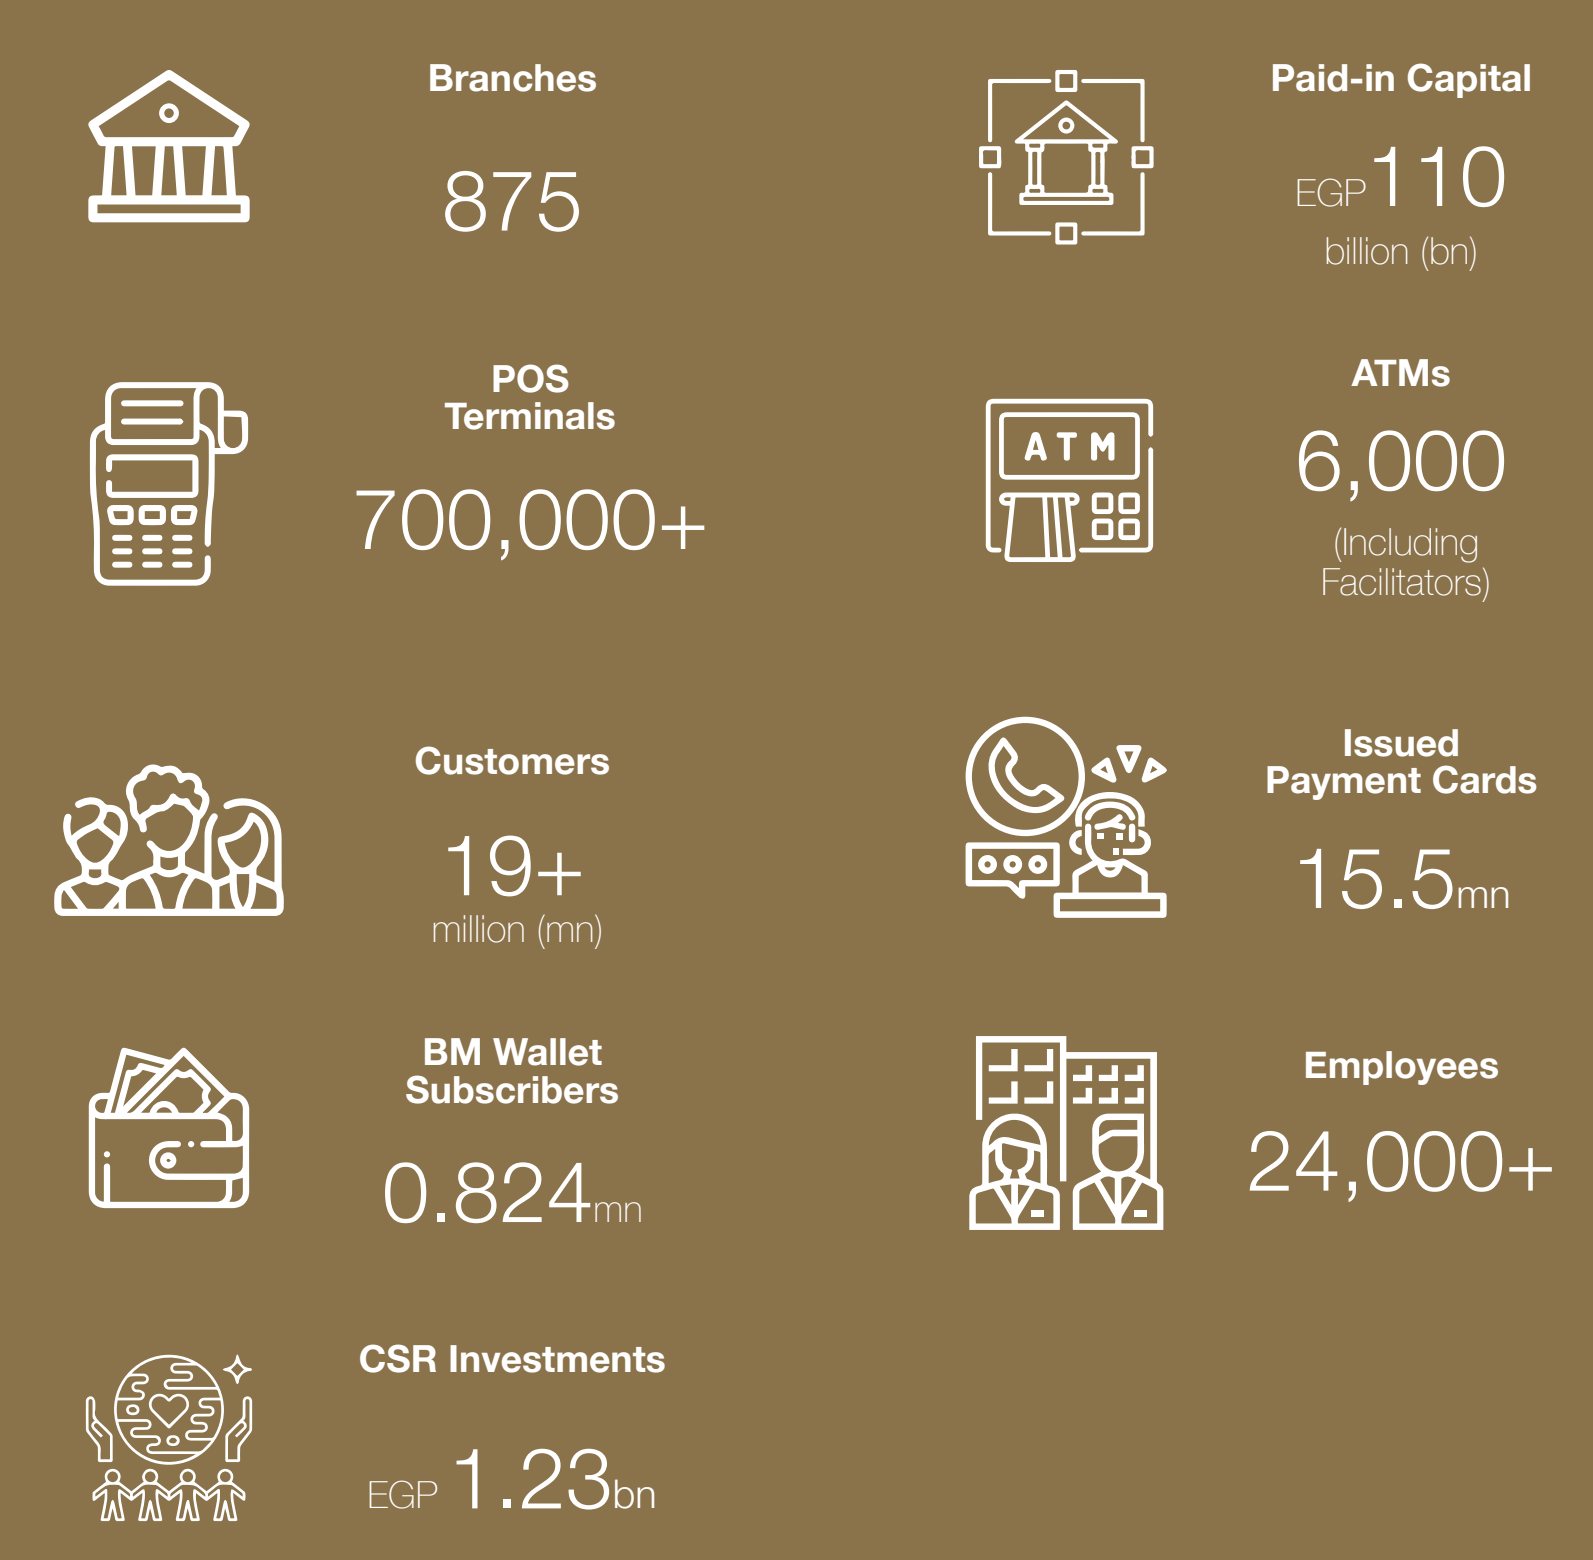 Branches
875
Paid-in Capital
EGP 110
billion (bn)
POS
Terminals
700,000+
ATM
ATMs
6,000
(Including
Facilitators)
Customers
19+
million (mn)
Issued
Payment Cards
15.5mn
BM Wallet
Subscribers
0.824mn
Employees
24,000+
CSR Investments
EGP 1.23bn